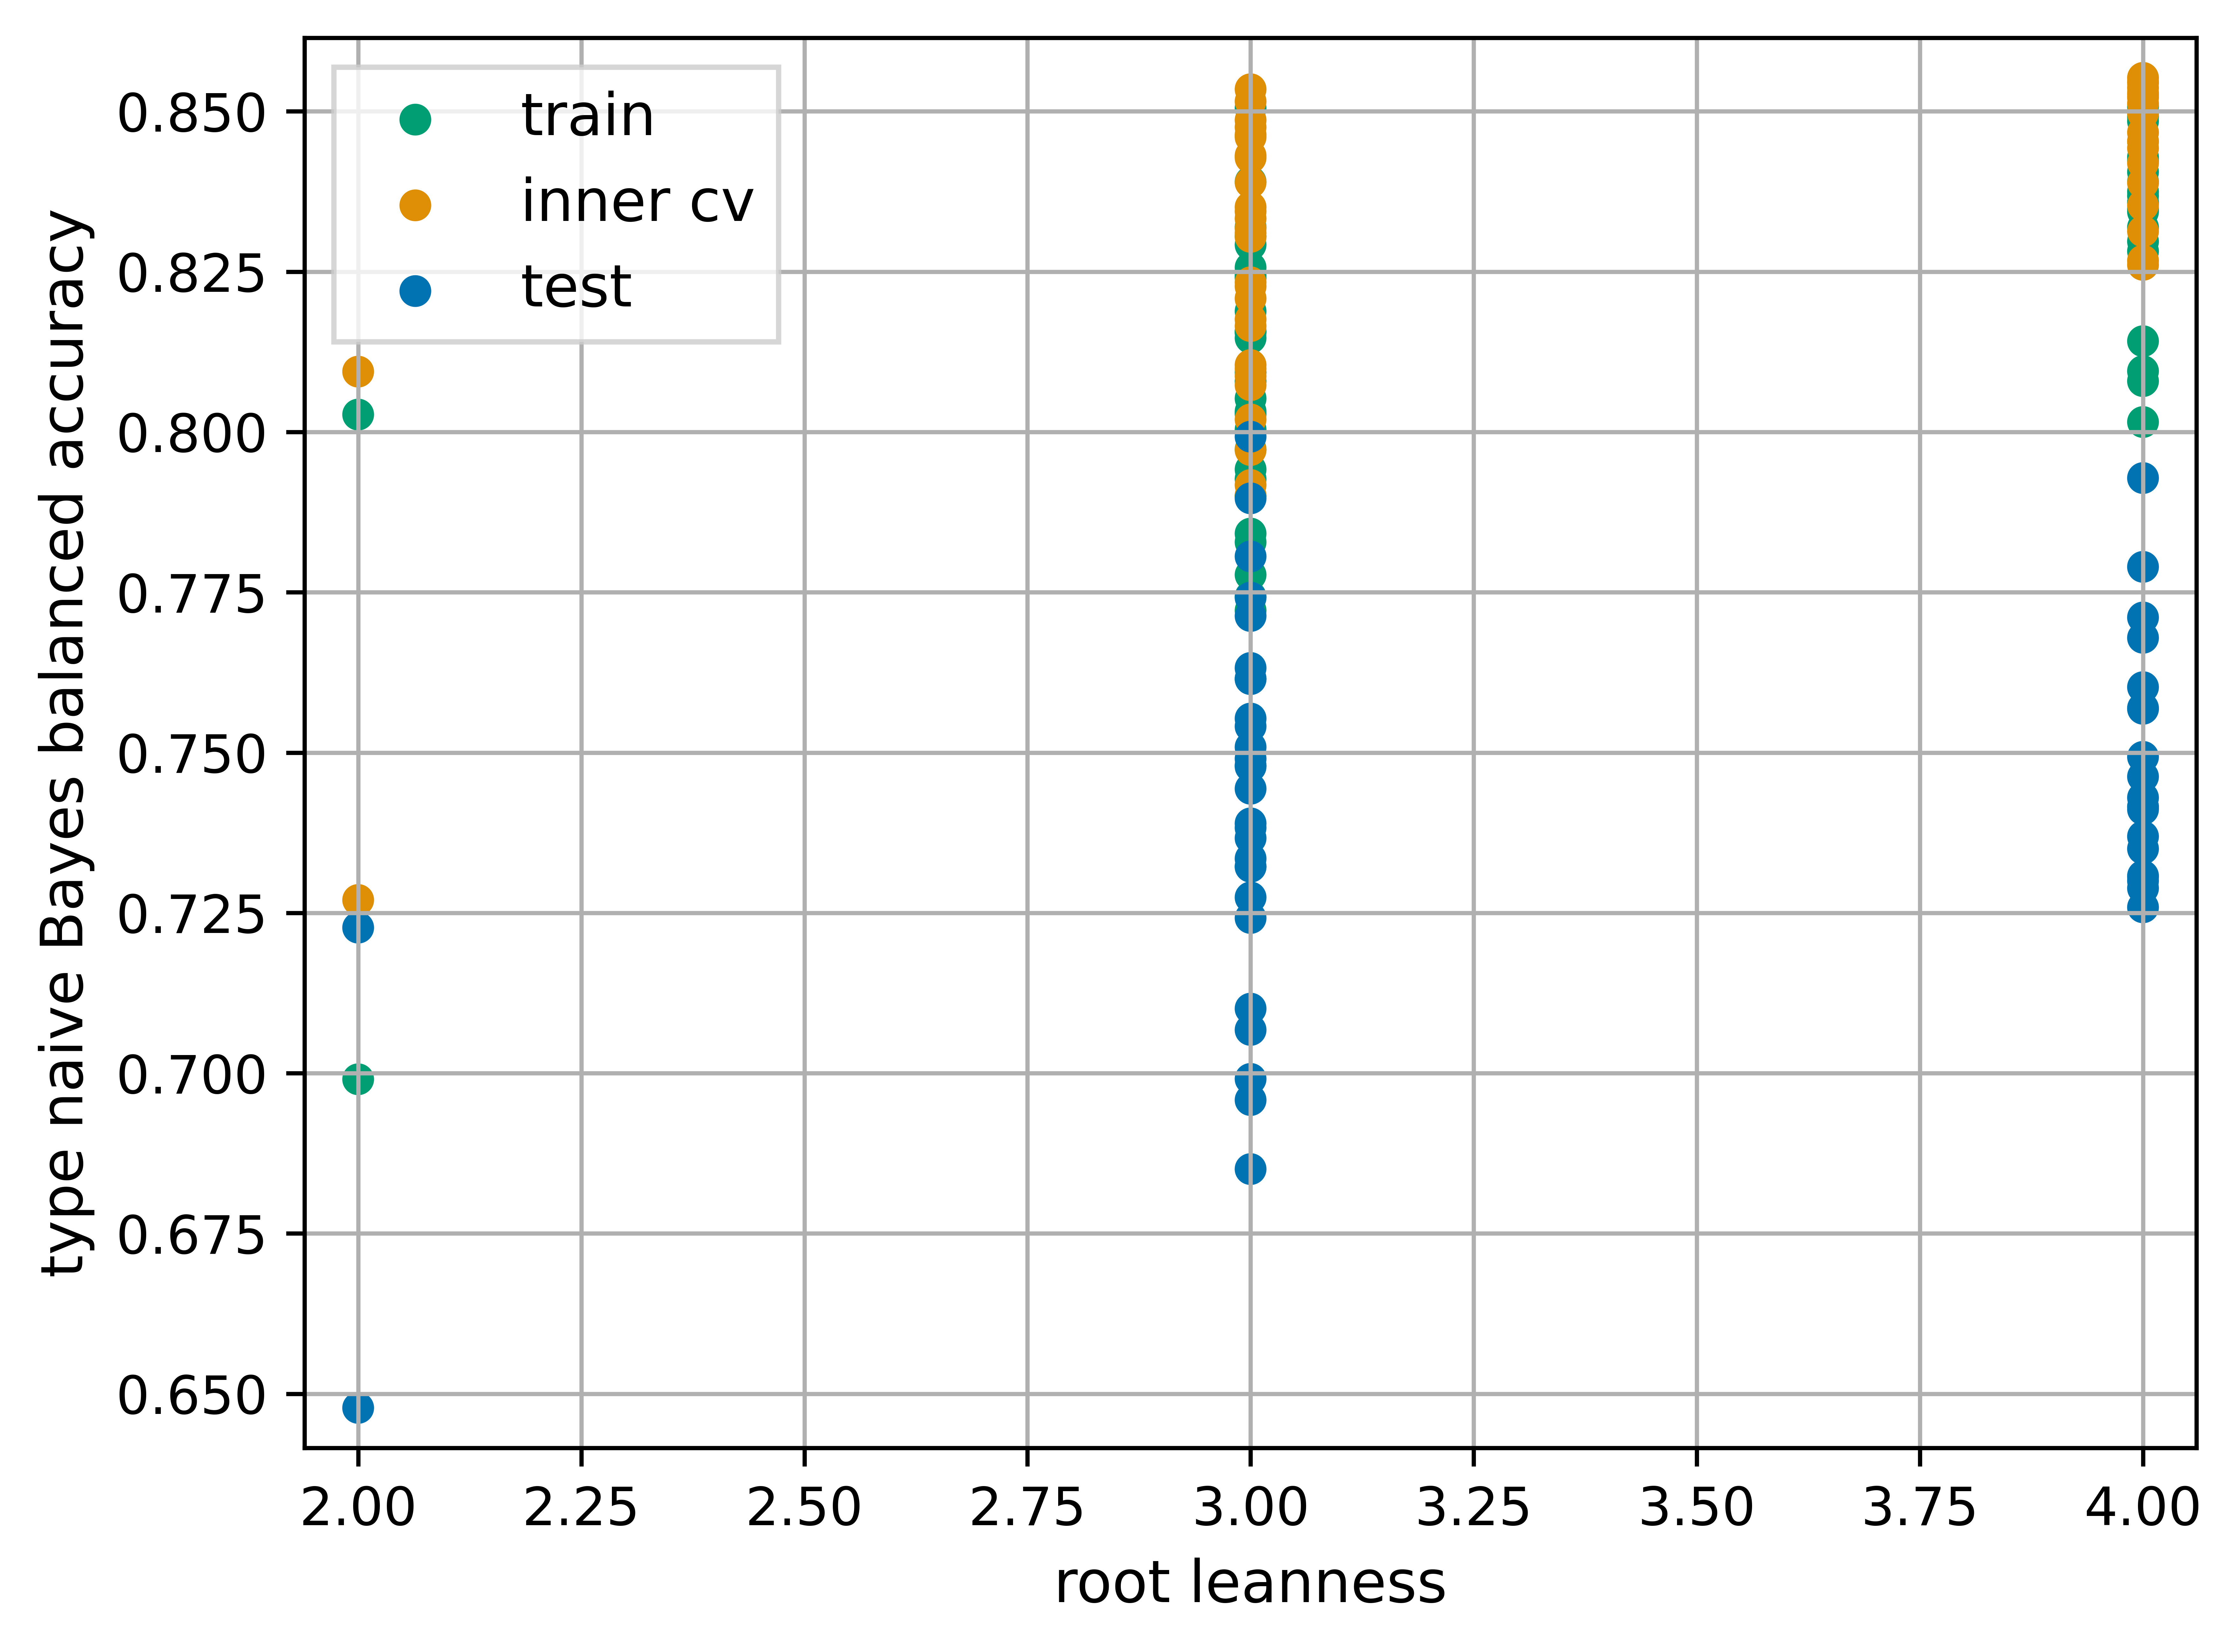 train
inner cv
test
type naive Bayes balanced accuracy
0.850
0.825
0.800
0.775
0.750
0.725
0.700
0.675
0.650
2.00 2.25 2.50 2.75 3.00 3.25 3.50 3.75 4.00
root leanness